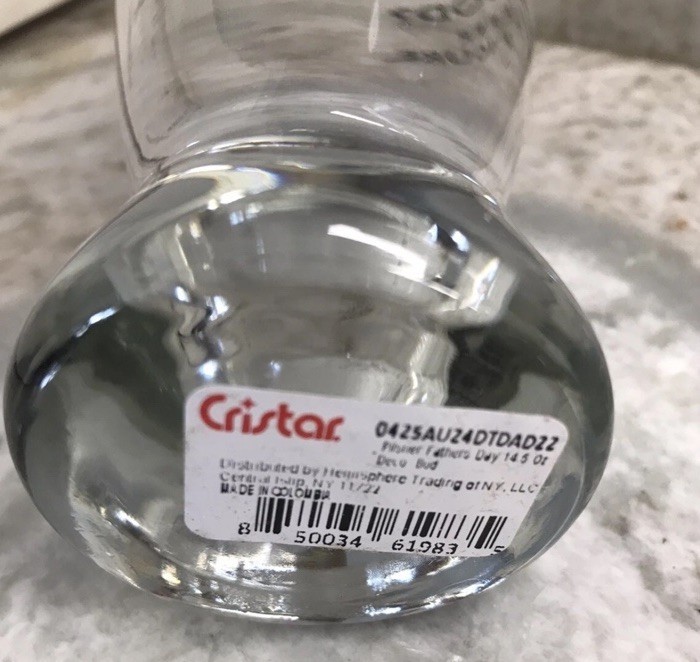 Cristar
0425AU24DTDAD22
Pilsner Fathers Day 14.5 Oz
Deco Bud
Distributed by Hemisphere Trading of NY, LLC
Central Islip, NY 11722
MADE IN COLOMBIA
8 50034 61983 5